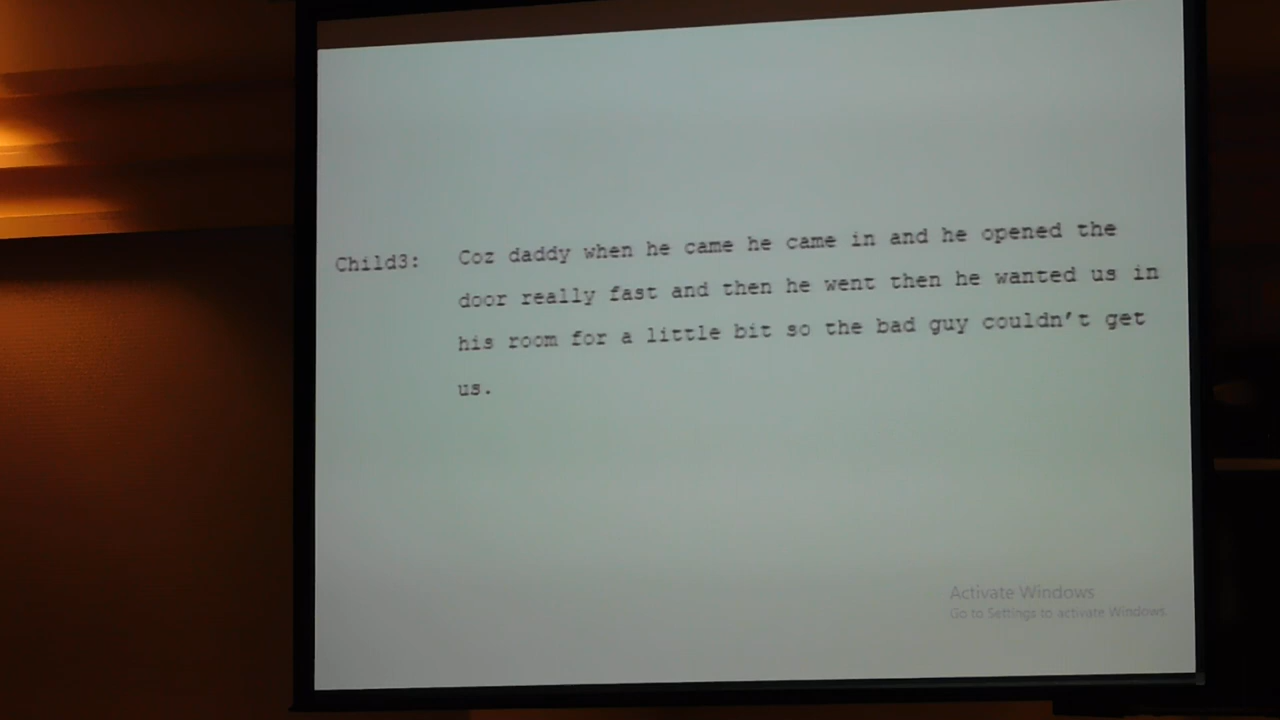 Child3: Coz daddy when he came he came in and he opened the
door really fast and then he went then he wanted us in
his room for a little bit so the bad guy couldn't get
us.
Activate Windows
Go to Settings to activate Windows.